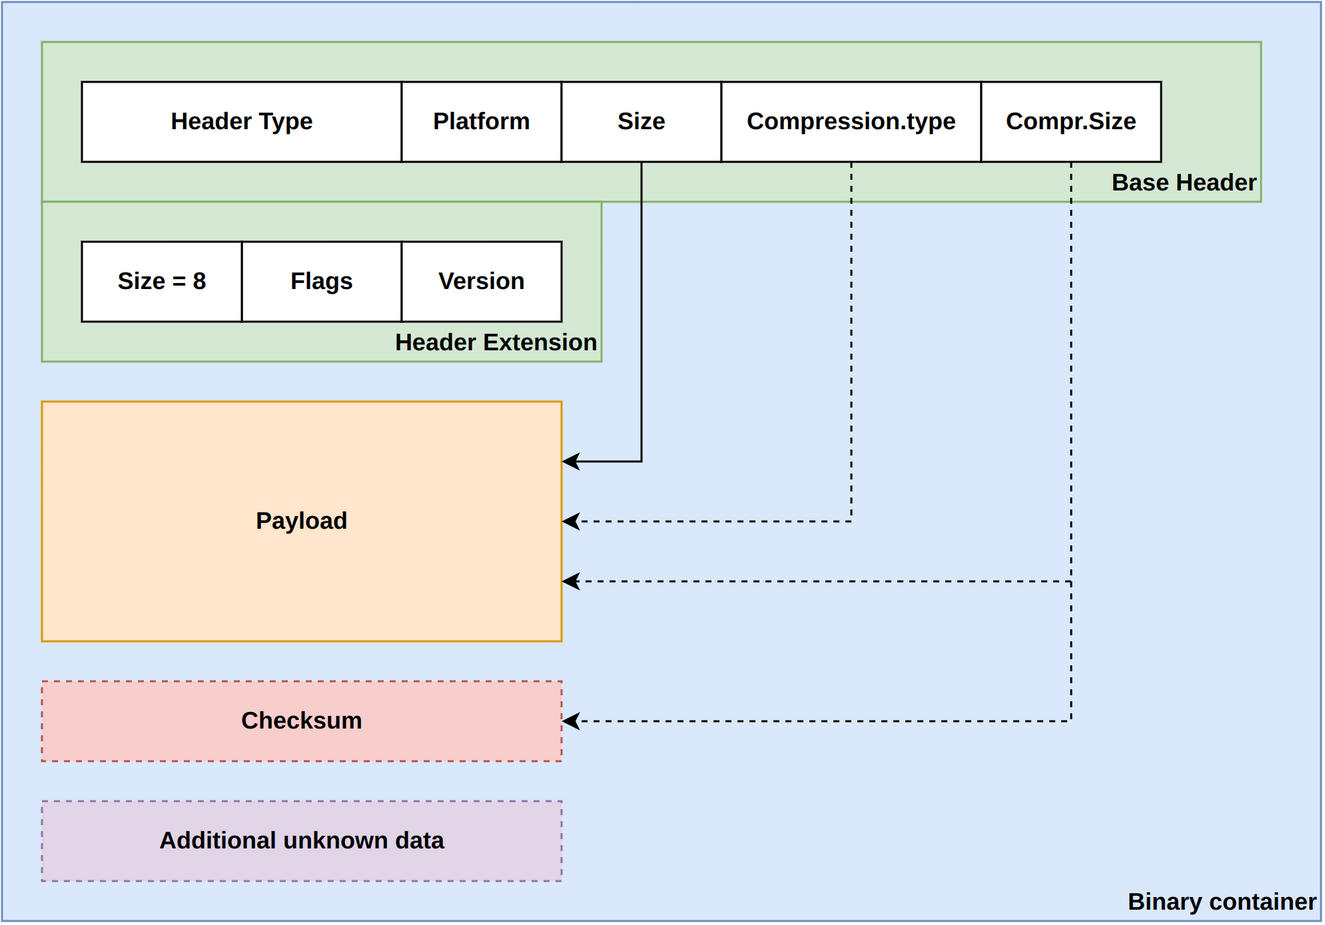 Header Type Platform Size Compression.type Compr.Size
Base Header
Size = 8 Flags Version
Header Extension
Payload
Checksum
Additional unknown data
Binary container